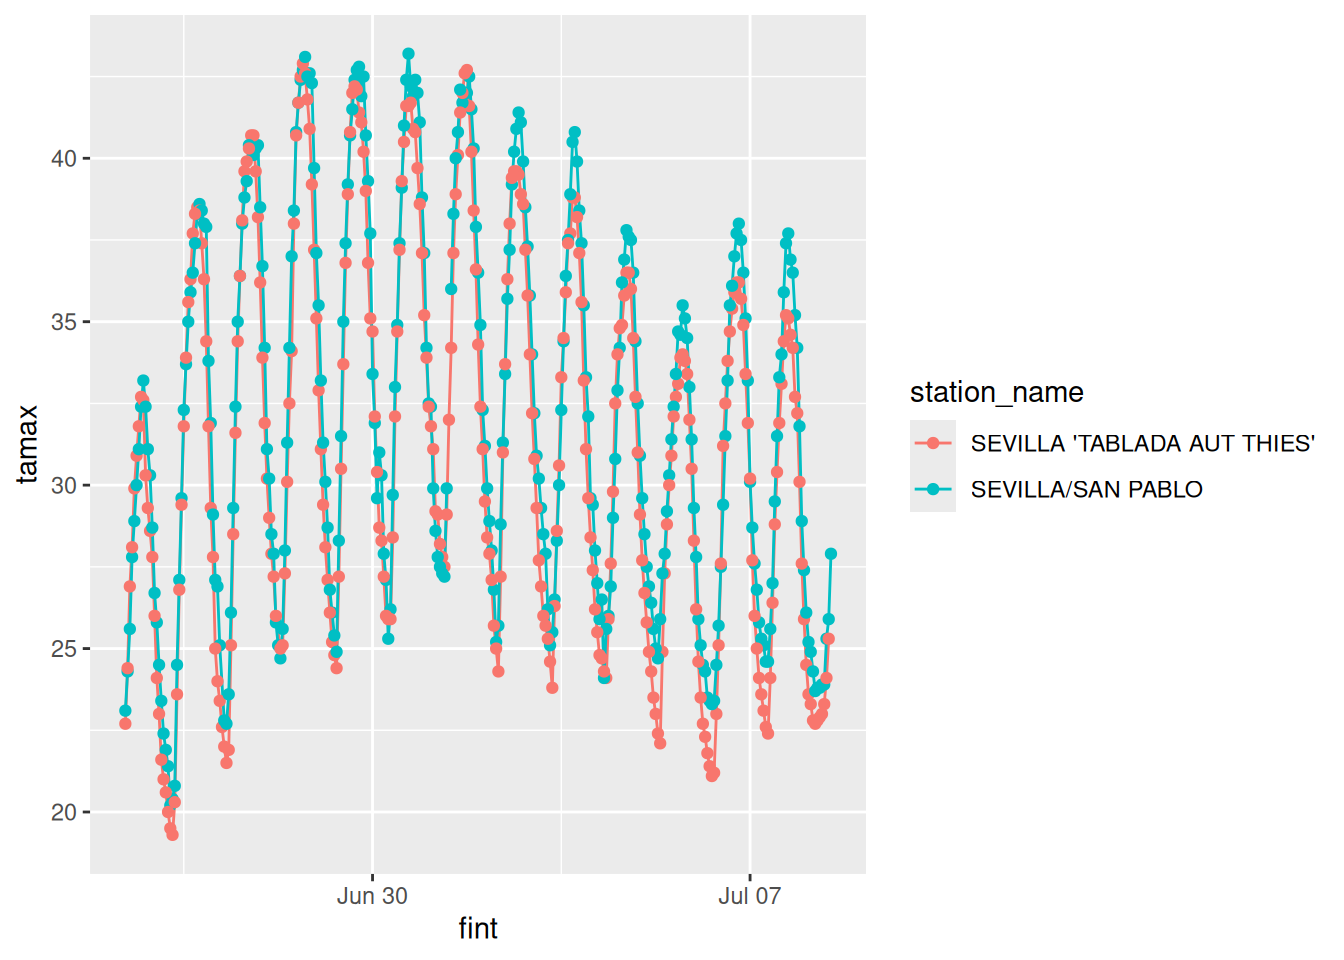 40
35
30
25
20
tamax
Jun 30
Jul 07
fint
station_name
SEVILLA 'TABLADA AUT THIES'
SEVILLA/SAN PABLO